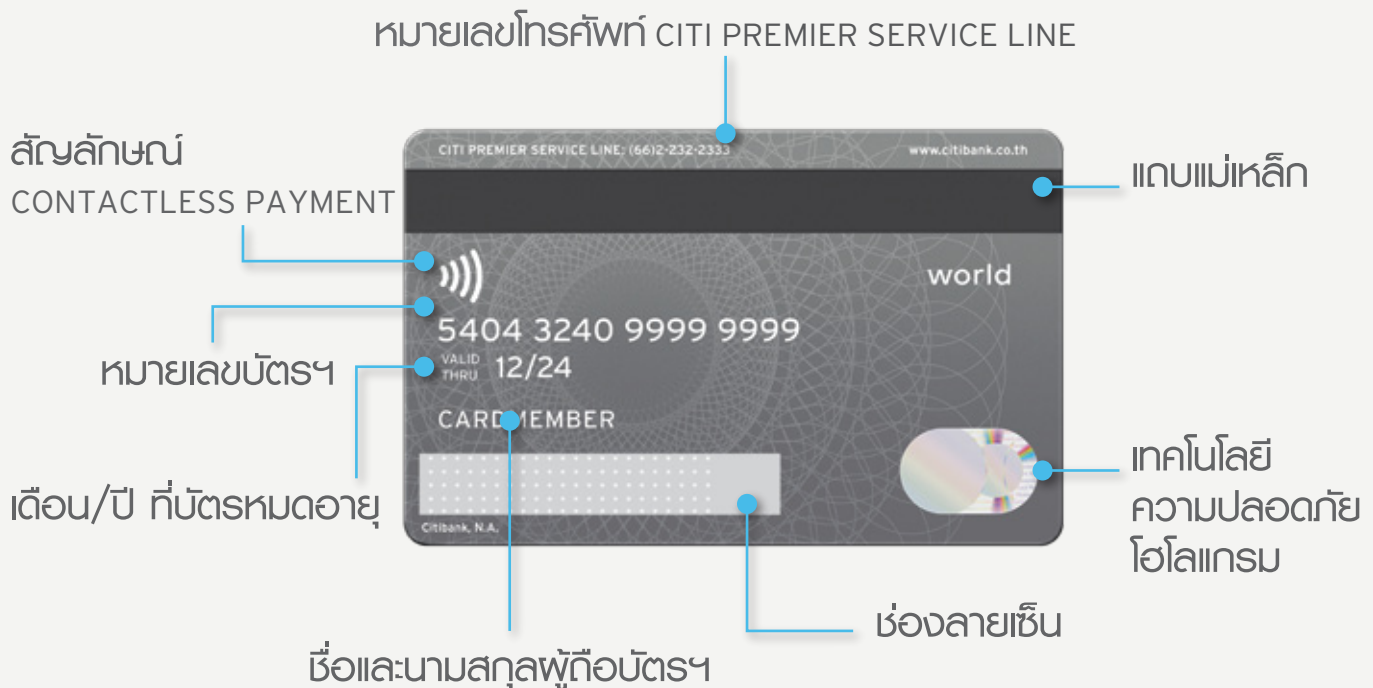 หมายเลขโทรศัพท์ CITI PREMIER SERVICE LINE
สัญลักษณ์
CONTACTLESS PAYMENT
CITI PREMIER SERVICE LINE: (66)2-232-2333
www.citibank.co.th
แถบแม่เหล็ก
world
5404 3240 9999 9999
VALID
THRU 12/24
หมายเลขบัตรฯ
CARDMEMBER
เดือน/ปี ที่บัตรหมดอายุ
Citibank, N.A.
เทคโนโลยี
ความปลอดภัย
โฮโลแกรม
ช่องลายเซ็น
ชื่อและนามสกุลผู้ถือบัตรฯ